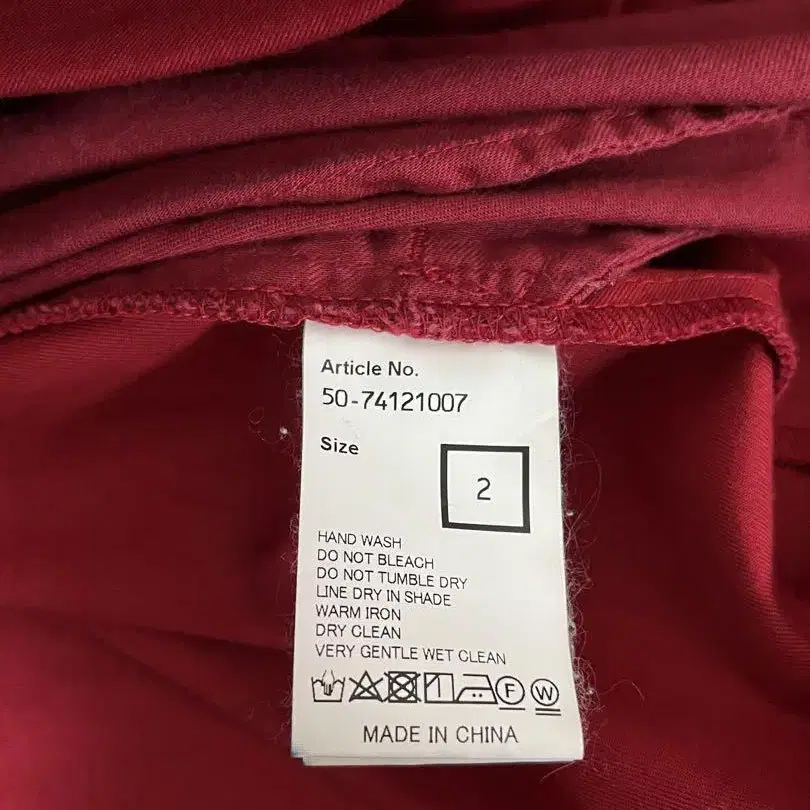 Article No.
50-74121007
Size
2
HAND WASH
DO NOT BLEACH
DO NOT TUMBLE DRY
LINE DRY IN SHADE
WARM IRON
DRY CLEAN
VERY GENTLE WET CLEAN
F W
MADE IN CHINA